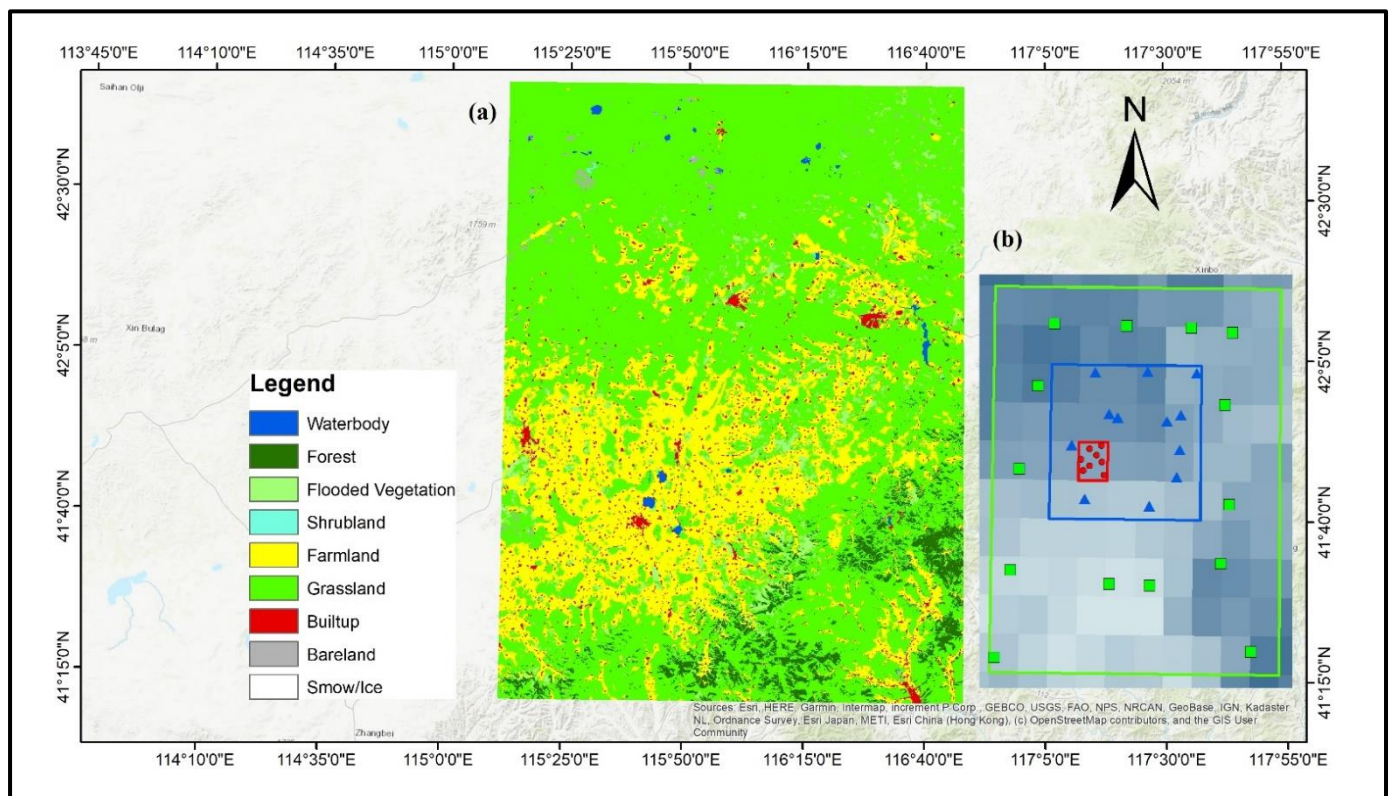 113°45'0"E 114°10'0"E 114°35'0"E 115°0'0"E 115°25'0"E 115°50'0"E 116°15'0"E 116°40'0"E 117°5'0"E 117°30'0"E 117°55'0"E
Saihan Olji
2054 m
(a)
N
42°30'0"N
42°30'0"N
1759 m
(b)
Xinbo
Xin Bulag
8 m
42°5'0"N
42°5'0"N
Legend
Waterbody
Forest
Flooded Vegetation
Shrubland
Farmland
Grassland
Builtup
Bareland
Smow/Ice
41°40'0"N
41°40'0"N
g
41°15'0"N
41°15'0"N
Sources: Esri, HERE, Garmin, Intermap, increment P Corp., GEBCO, USGS, FAO, NPS, NRCAN, GeoBase, IGN, Kadaster
NL, Ordnance Survey, Esri Japan, METI, Esri China (Hong Kong), (c) OpenStreetMap contributors, and the GIS User
Community
Zhangbei
114°10'0"E 114°35'0"E 115°0'0"E 115°25'0"E 115°50'0"E 116°15'0"E 116°40'0"E 117°5'0"E 117°30'0"E 117°55'0"E